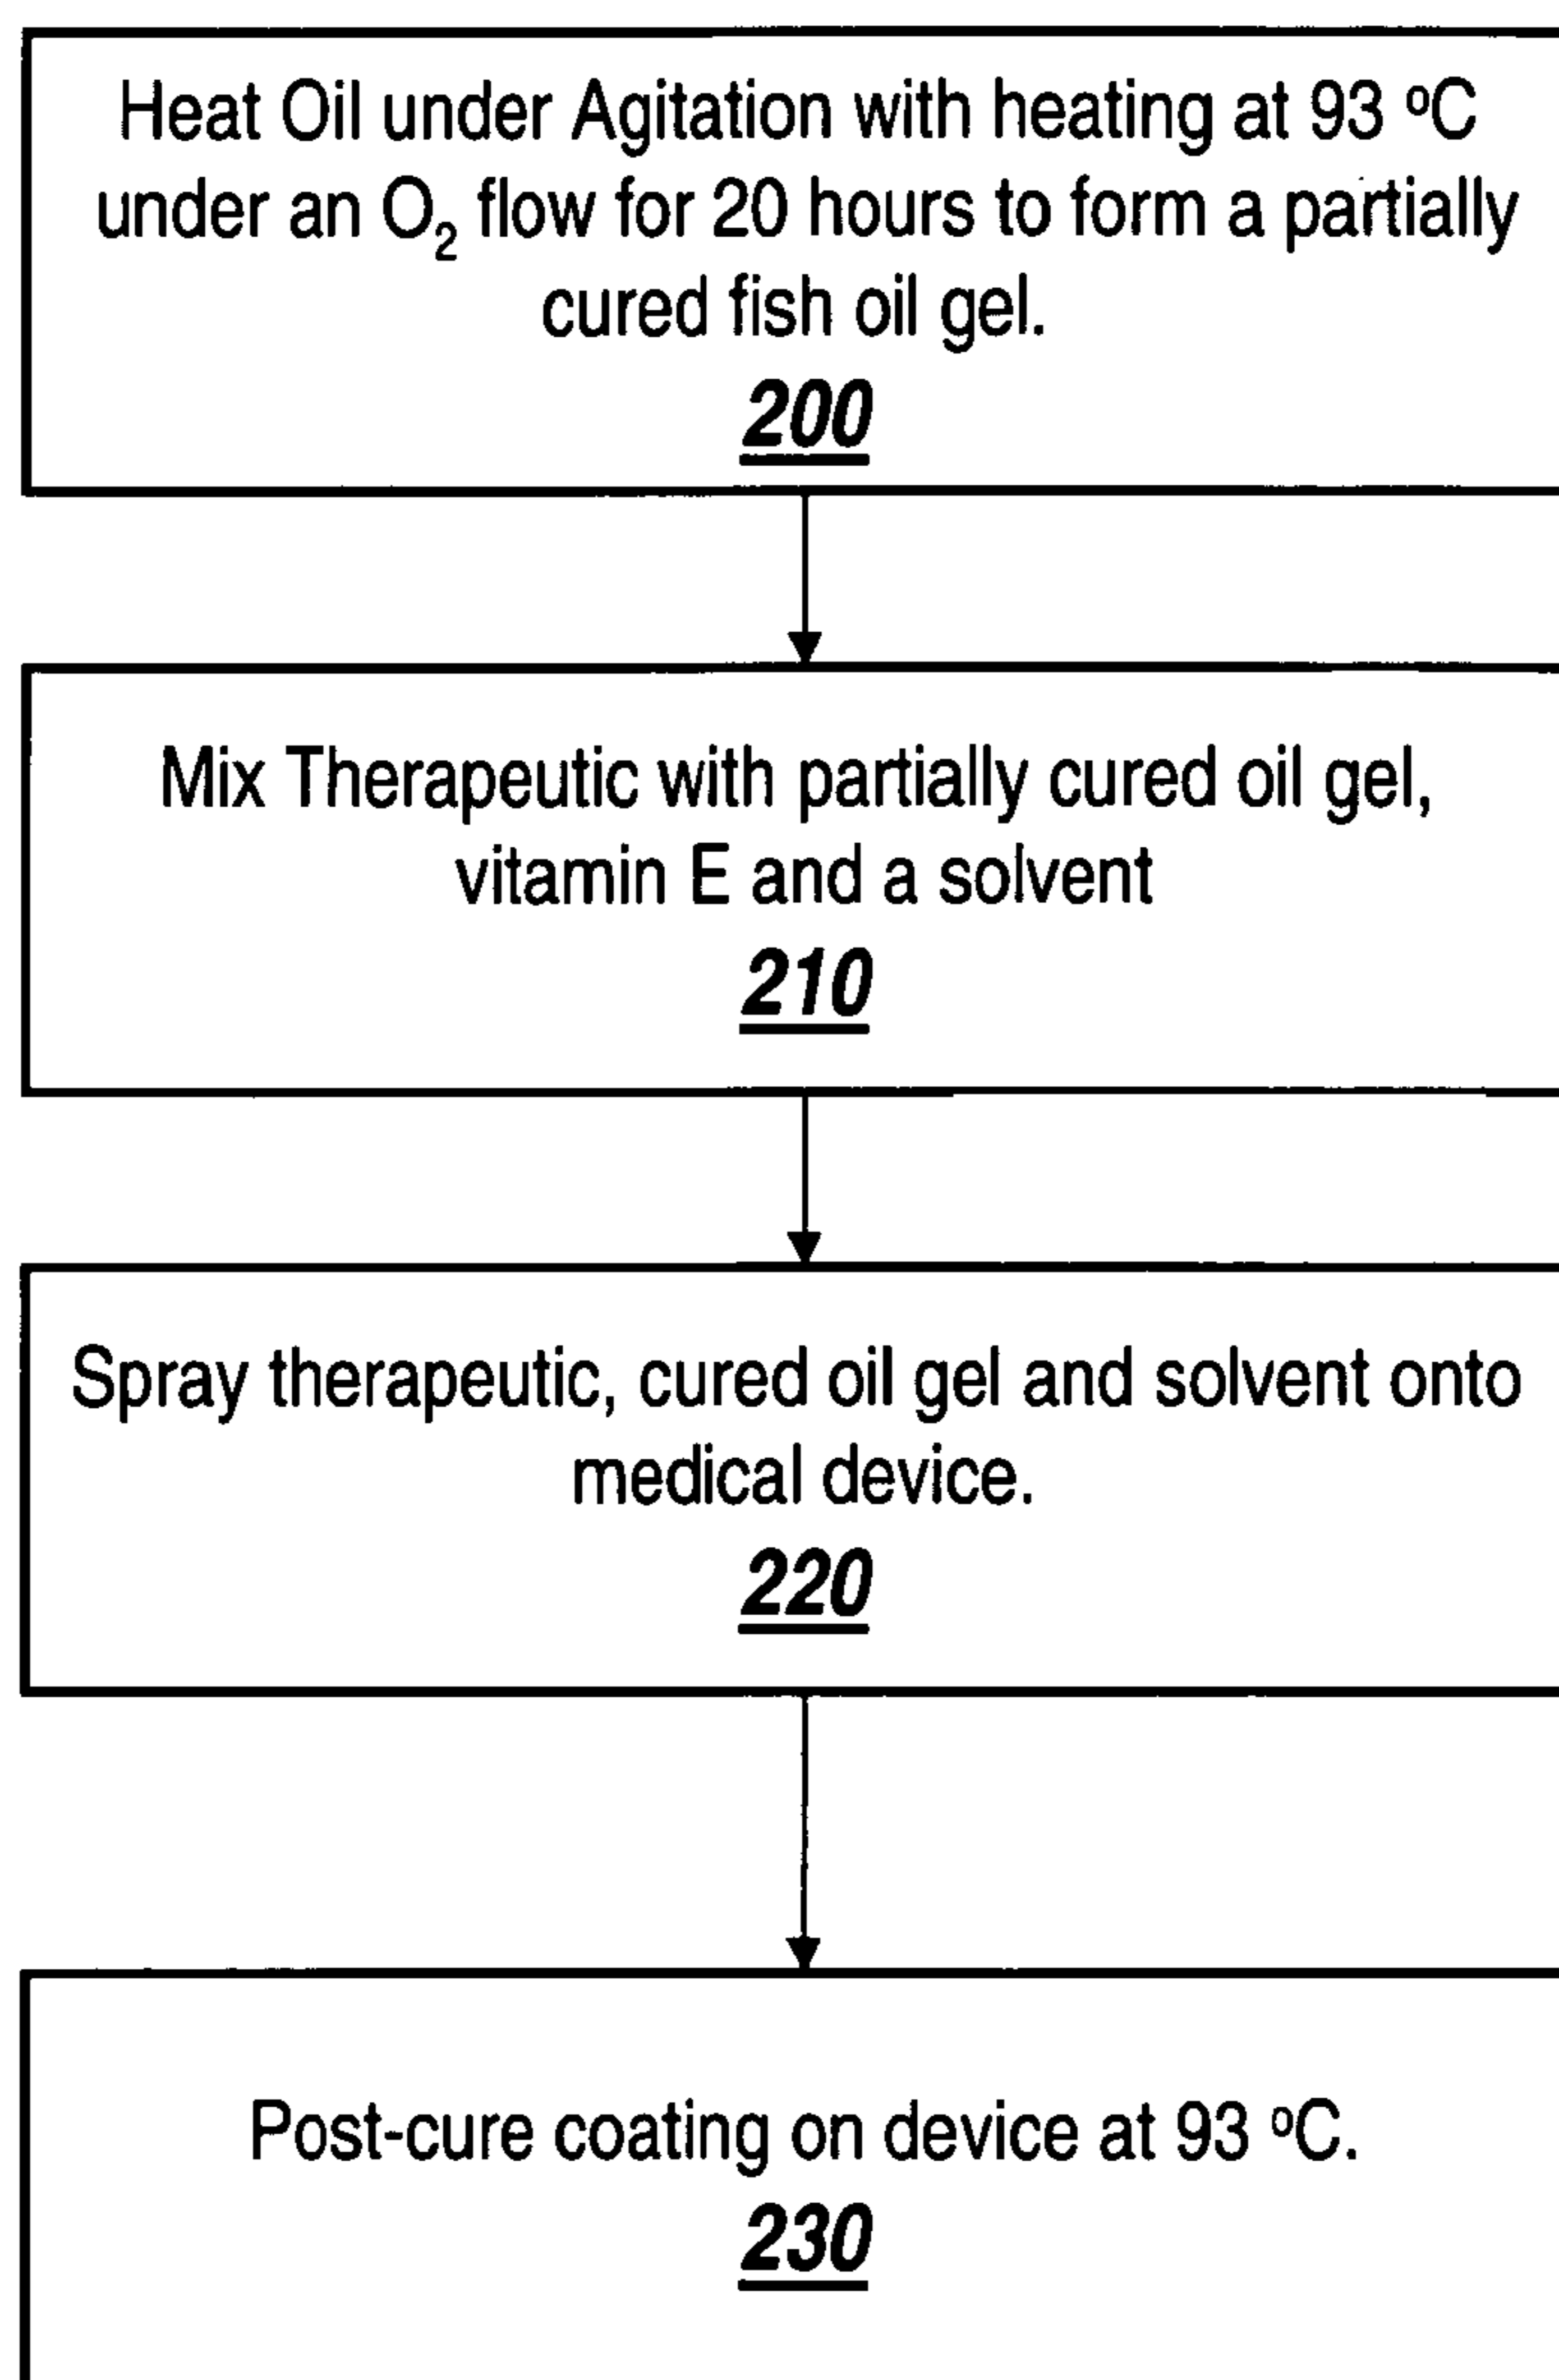 Heat Oil under Agitation with heating at 93 ºC
under an O₂ flow for 20 hours to form a partially
cured fish oil gel.
200
Mix Therapeutic with partially cured oil gel,
vitamin E and a solvent
210
Spray therapeutic, cured oil gel and solvent onto
medical device.
220
Post-cure coating on device at 93 ºC.
230